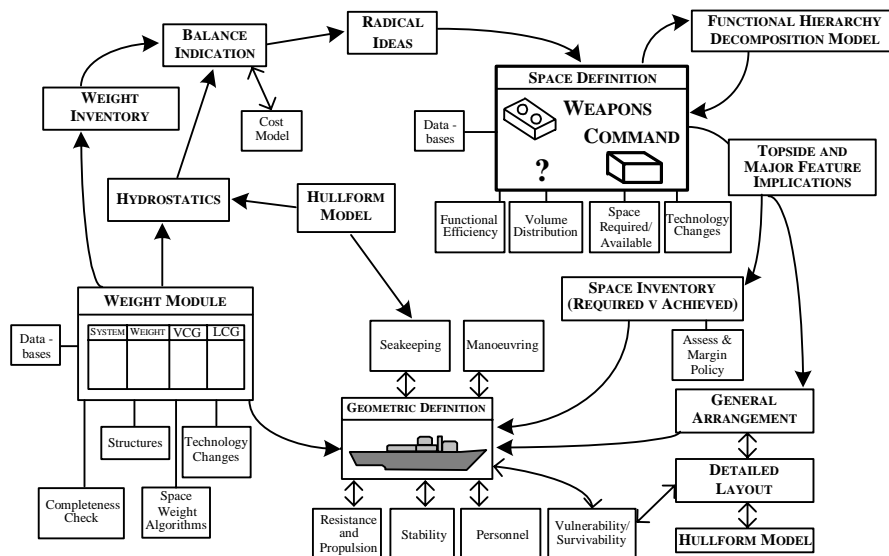 BALANCE
INDICATION
RADICAL
IDEAS
FUNCTIONAL HIERARCHY
DECOMPOSITION MODEL
SPACE DEFINITION
WEAPONS
COMMAND
?
Data -
bases
WEIGHT
INVENTORY
Cost
Model
TOPSIDE AND
MAJOR FEATURE
IMPLICATIONS
HYDROSTATICS
HULLFORM
MODEL
Functional
Efficiency
Volume
Distribution
Space
Required/
Available
Technology
Changes
WEIGHT MODULE
SYSTEM WEIGHT VCG LCG
Data -
bases
SPACE INVENTORY
(REQUIRED V ACHIEVED)
Seakeeping
Manoeuvring
Assess &
Margin
Policy
GEOMETRIC DEFINITION
GENERAL
ARRANGEMENT
Structures
Technology
Changes
Completeness
Check
Space
Weight
Algorithms
DETAILED
LAYOUT
Resistance
and
Propulsion
Stability
Personnel
Vulnerability/
Survivability
HULLFORM MODEL